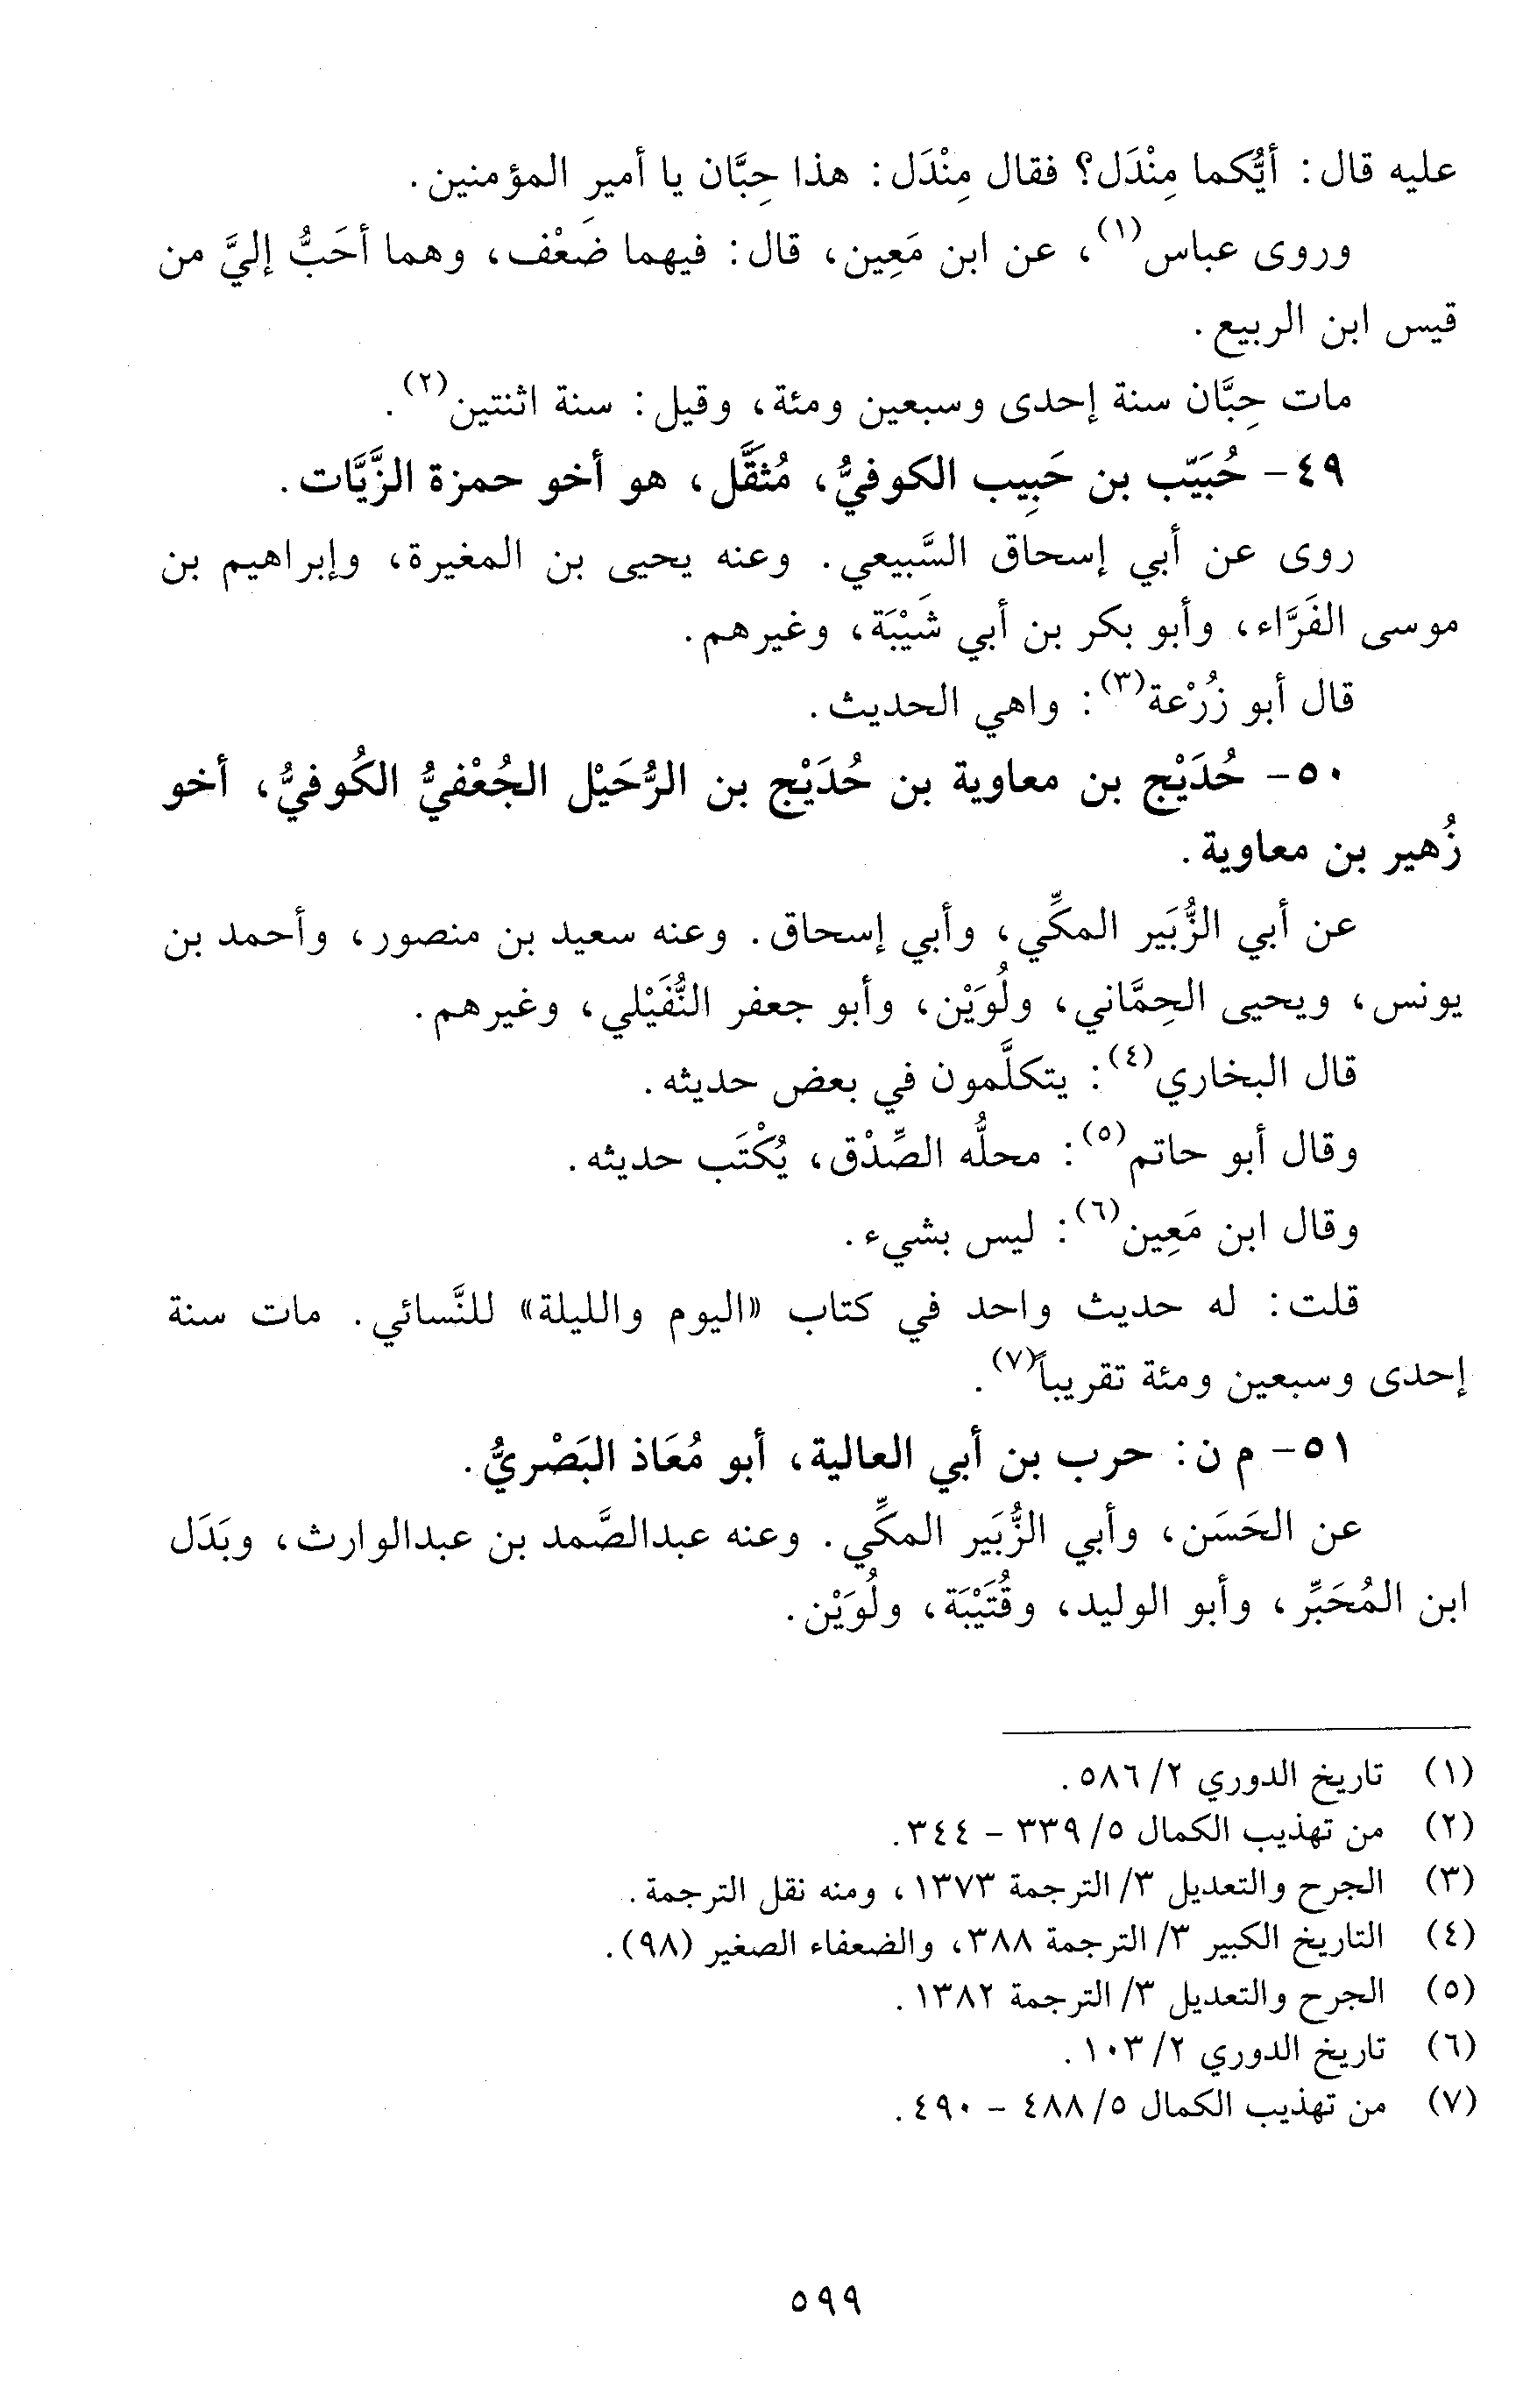 عليه قال: أيُّكما مِنْدَل؟ فقال مِنْدَل: هذا حِبَّان يا أمير المؤمنين.
وروى عباس(١)، عن ابن مَعِين، قال: فيهما ضَعْف، وهما أحَبُّ إليَّ من
قيس ابن الربيع.
مات حِبَّان سنة إحدى وسبعين ومئة، وقيل: سنة اثنتين(٢).
٤٩- حُبَيّب بن حَبِيب الكوفيُّ، مُثقَّل، هو أخو حمزة الزَّيَّات.
روى عن أبي إسحاق السَّبيعي. وعنه يحيى بن المغيرة، وإبراهيم بن
موسى الفَرَّاء، وأبو بكر بن أبي شَيْبَة، وغيرهم.
قال أبو زُرْعة(٣): واهي الحديث.
٥٠- حُدَيْج بن معاوية بن حُدَيْج بن الرُّحَيْل الجُعْفيُّ الكُوفيُّ، أخو
زُهير بن معاوية.
عن أبي الزُّبَير المكِّي، وأبي إسحاق. وعنه سعيد بن منصور، وأحمد بن
يونس، ويحيى الحِمَّاني، ولُوَيْن، وأبو جعفر النُّفَيْلي، وغيرهم.
قال البخاري(٤): يتكلَّمون في بعض حديثه.
وقال أبو حاتم(٥): محلُّه الصِّدْق، يُكْتَب حديثه.
وقال ابن مَعِين(٦): ليس بشيء.
قلت: له حديث واحد في كتاب «اليوم والليلة» للنَّسائي. مات سنة
إحدى وسبعين ومئة تقريباً(٧).
٥١- م ن: حرب بن أبي العالية، أبو مُعَاذ البَصْريُّ.
عن الحَسَن، وأبي الزُّبَير المكِّي. وعنه عبدالصَّمد بن عبدالوارث، وبَدَل
ابن المُحَبِّر، وأبو الوليد، وقُتَيْبَة، ولُوَيْن.
(١) تاريخ الدوري ٢/ ٥٨٦.
(٢) من تهذيب الكمال ٥/ ٣٣٩ - ٣٤٤.
(٣) الجرح والتعديل ٣/ الترجمة ١٣٧٣، ومنه نقل الترجمة.
(٤) التاريخ الكبير ٣/ الترجمة ٣٨٨، والضعفاء الصغير (٩٨).
(٥) الجرح والتعديل ٣/ الترجمة ١٣٨٢.
(٦) تاريخ الدوري ٢/ ١٠٣.
(٧) من تهذيب الكمال ٥/ ٤٨٨ - ٤٩٠.
٥٩٩